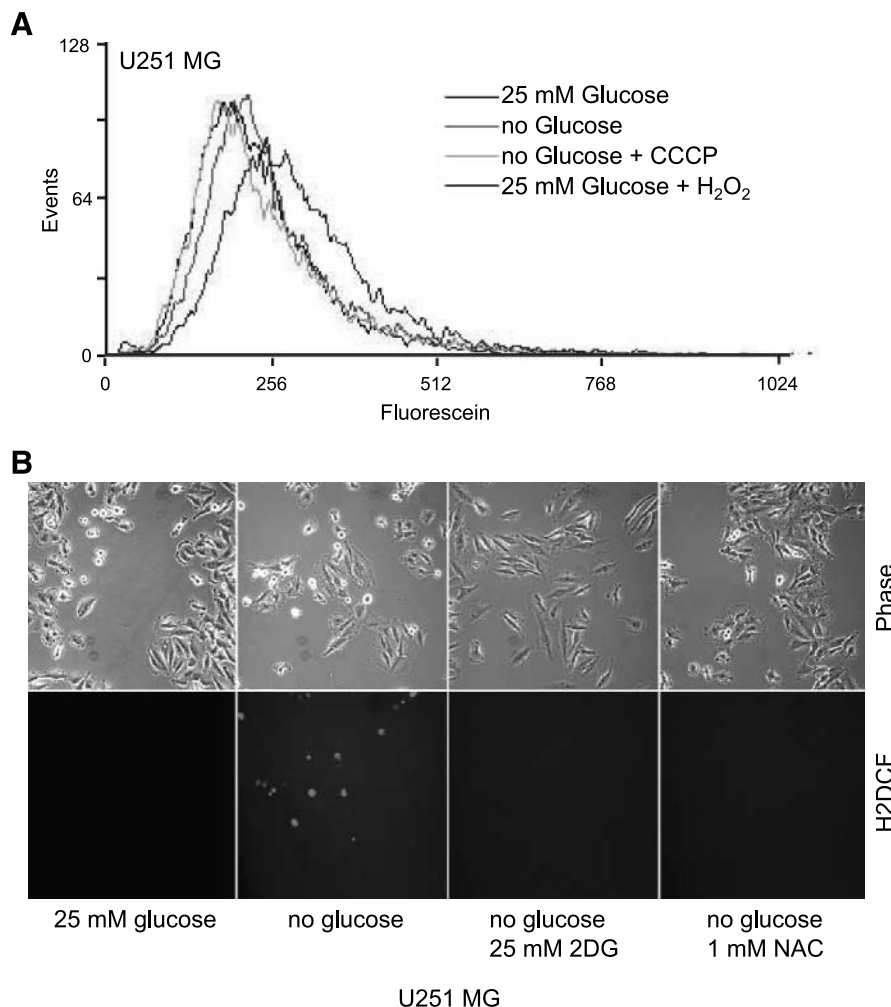 A
128
U251 MG
25 mM Glucose
no Glucose
no Glucose + CCCP
25 mM Glucose + H₂O₂
Events
64
0
0 256 512 768 1024
Fluorescein
B
Phase
H2DCF
25 mM glucose
no glucose
no glucose
25 mM 2DG
no glucose
1 mM NAC
U251 MG